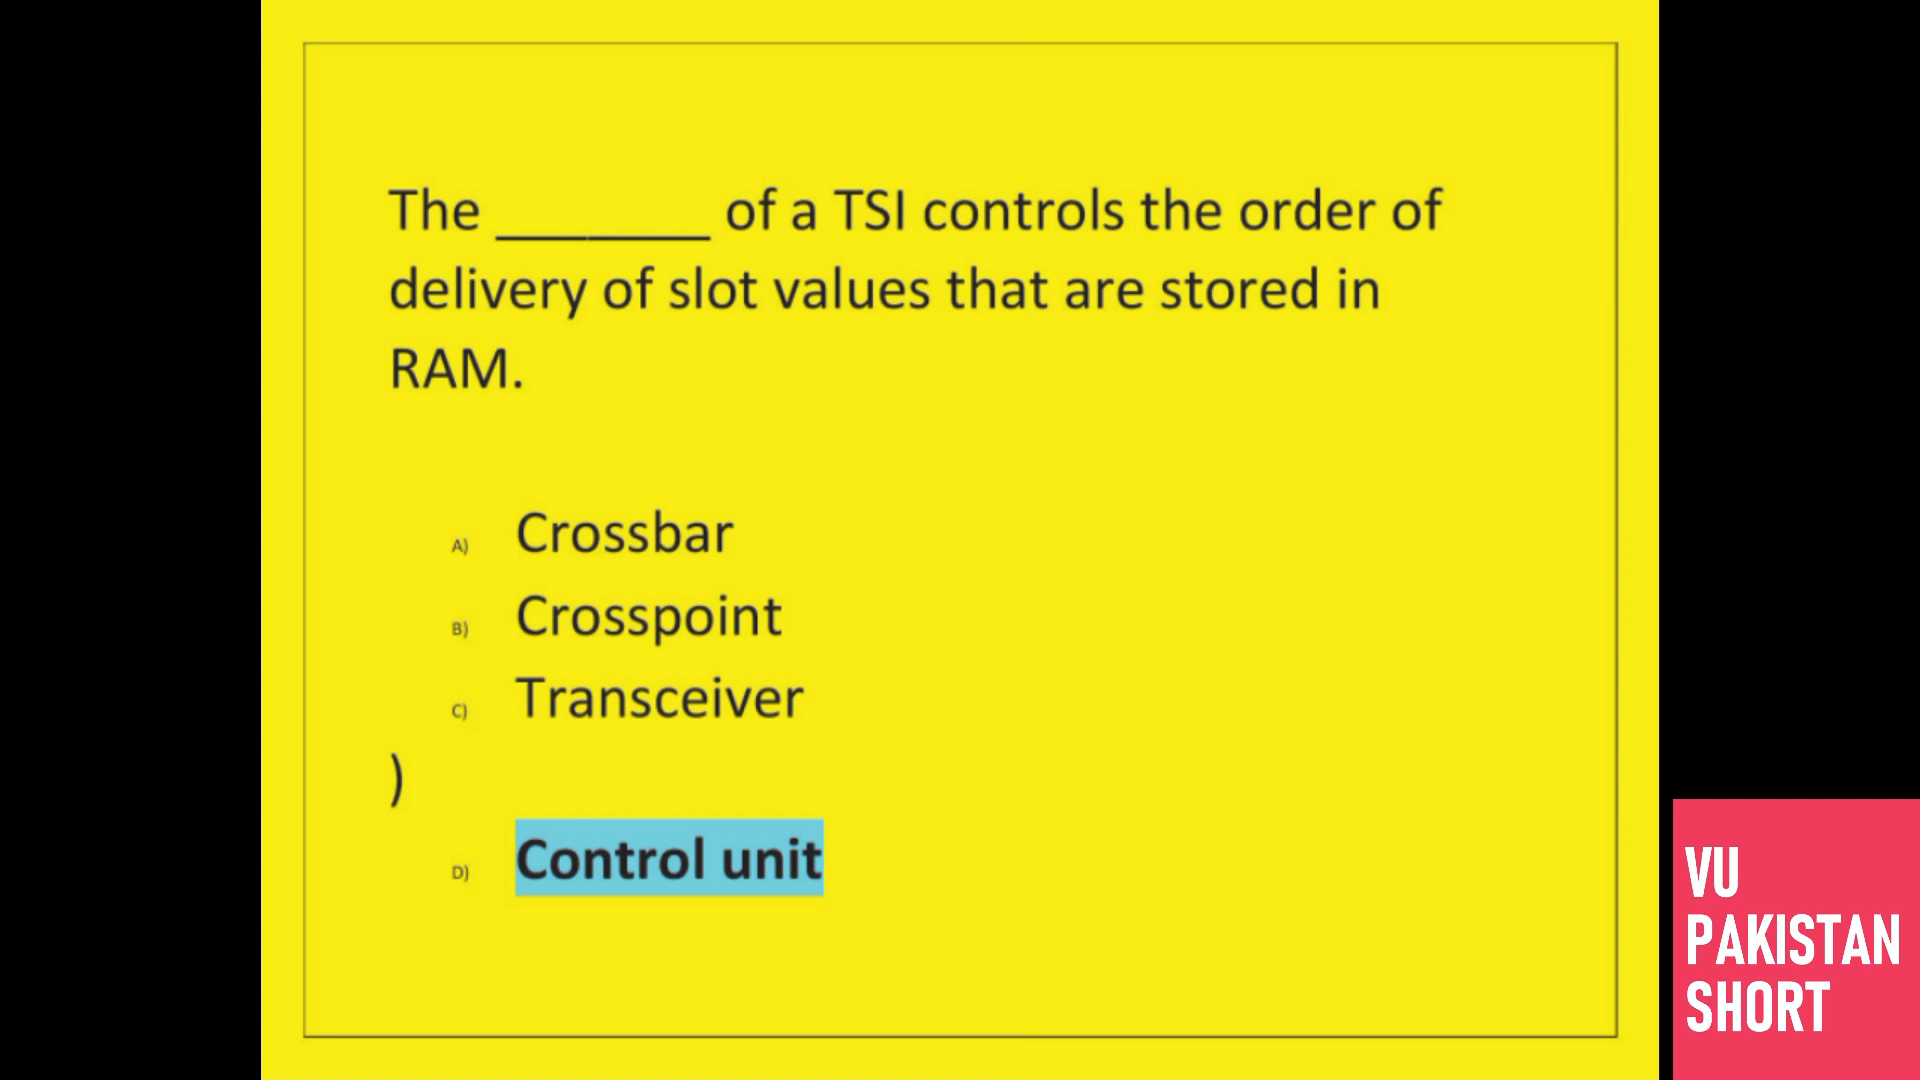 The ________ of a TSI controls the order of
delivery of slot values that are stored in
RAM.
A) Crossbar
B) Crosspoint
C) Transceiver
)
D) Control unit
VU
PAKISTAN
SHORT